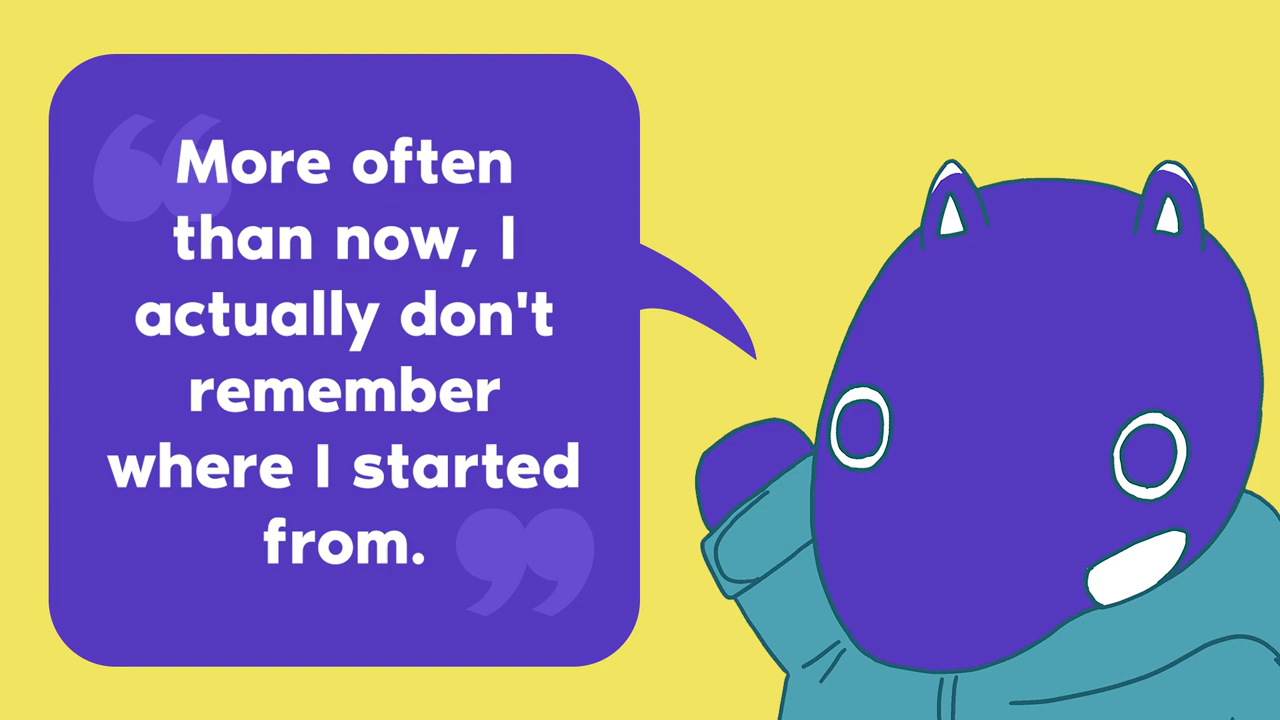 More often
than now, I
actually don't
remember
where I started
from.